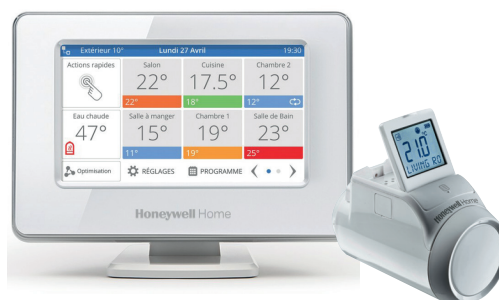 Extérieur 10° Lundi 27 Avril 19:30
Actions rapides Salon Cuisine Chambre 2
22° 17.5° 12°
22° 18° 12°
Eau chaude Salle à manger Chambre 1 Salle de Bain
47° 15° 19° 23°
11° 19° 25°
Optimisation RÉGLAGES PROGRAMME
Honeywell Home
21.0
LIVING RO
Honeywell Home